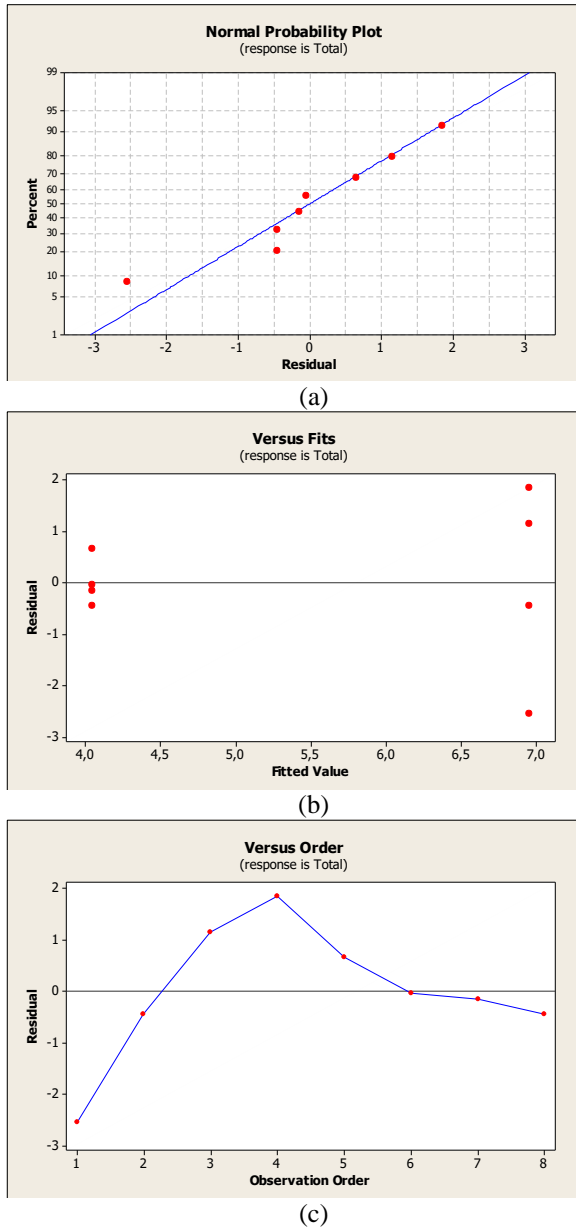 Normal Probability Plot
(response is Total)
Percent
99
95
90
80
70
60
50
40
30
20
10
5
1
-3 -2 -1 0 1 2 3
Residual
(a)
Versus Fits
(response is Total)
Residual
2
1
0
-1
-2
-3
4,0 4,5 5,0 5,5 6,0 6,5 7,0
Fitted Value
(b)
Versus Order
(response is Total)
Residual
2
1
0
-1
-2
-3
1 2 3 4 5 6 7 8
Observation Order
(c)